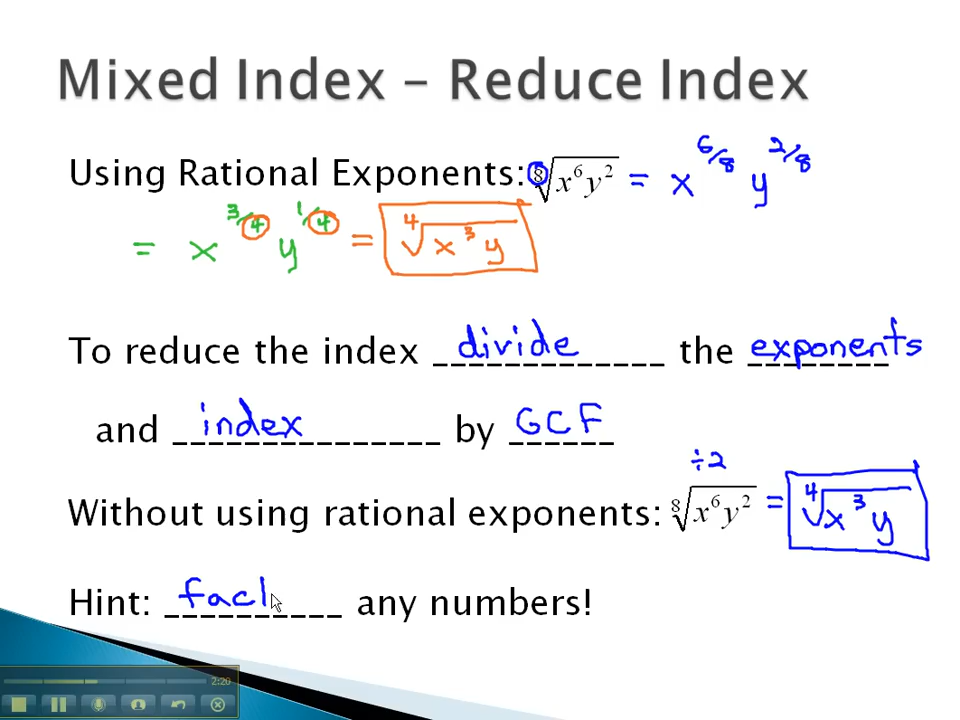 Mixed Index – Reduce Index
Using Rational Exponents: ⁸√(x⁶y²) = x^6/8 y^2/8
= x^3/4 y^1/4 = ⁴√(x³y)
To reduce the index divide the exponents
and index by GCF
÷2
Without using rational exponents: ⁸√(x⁶y²) = ⁴√(x³y)
Hint: fact any numbers!
2:20